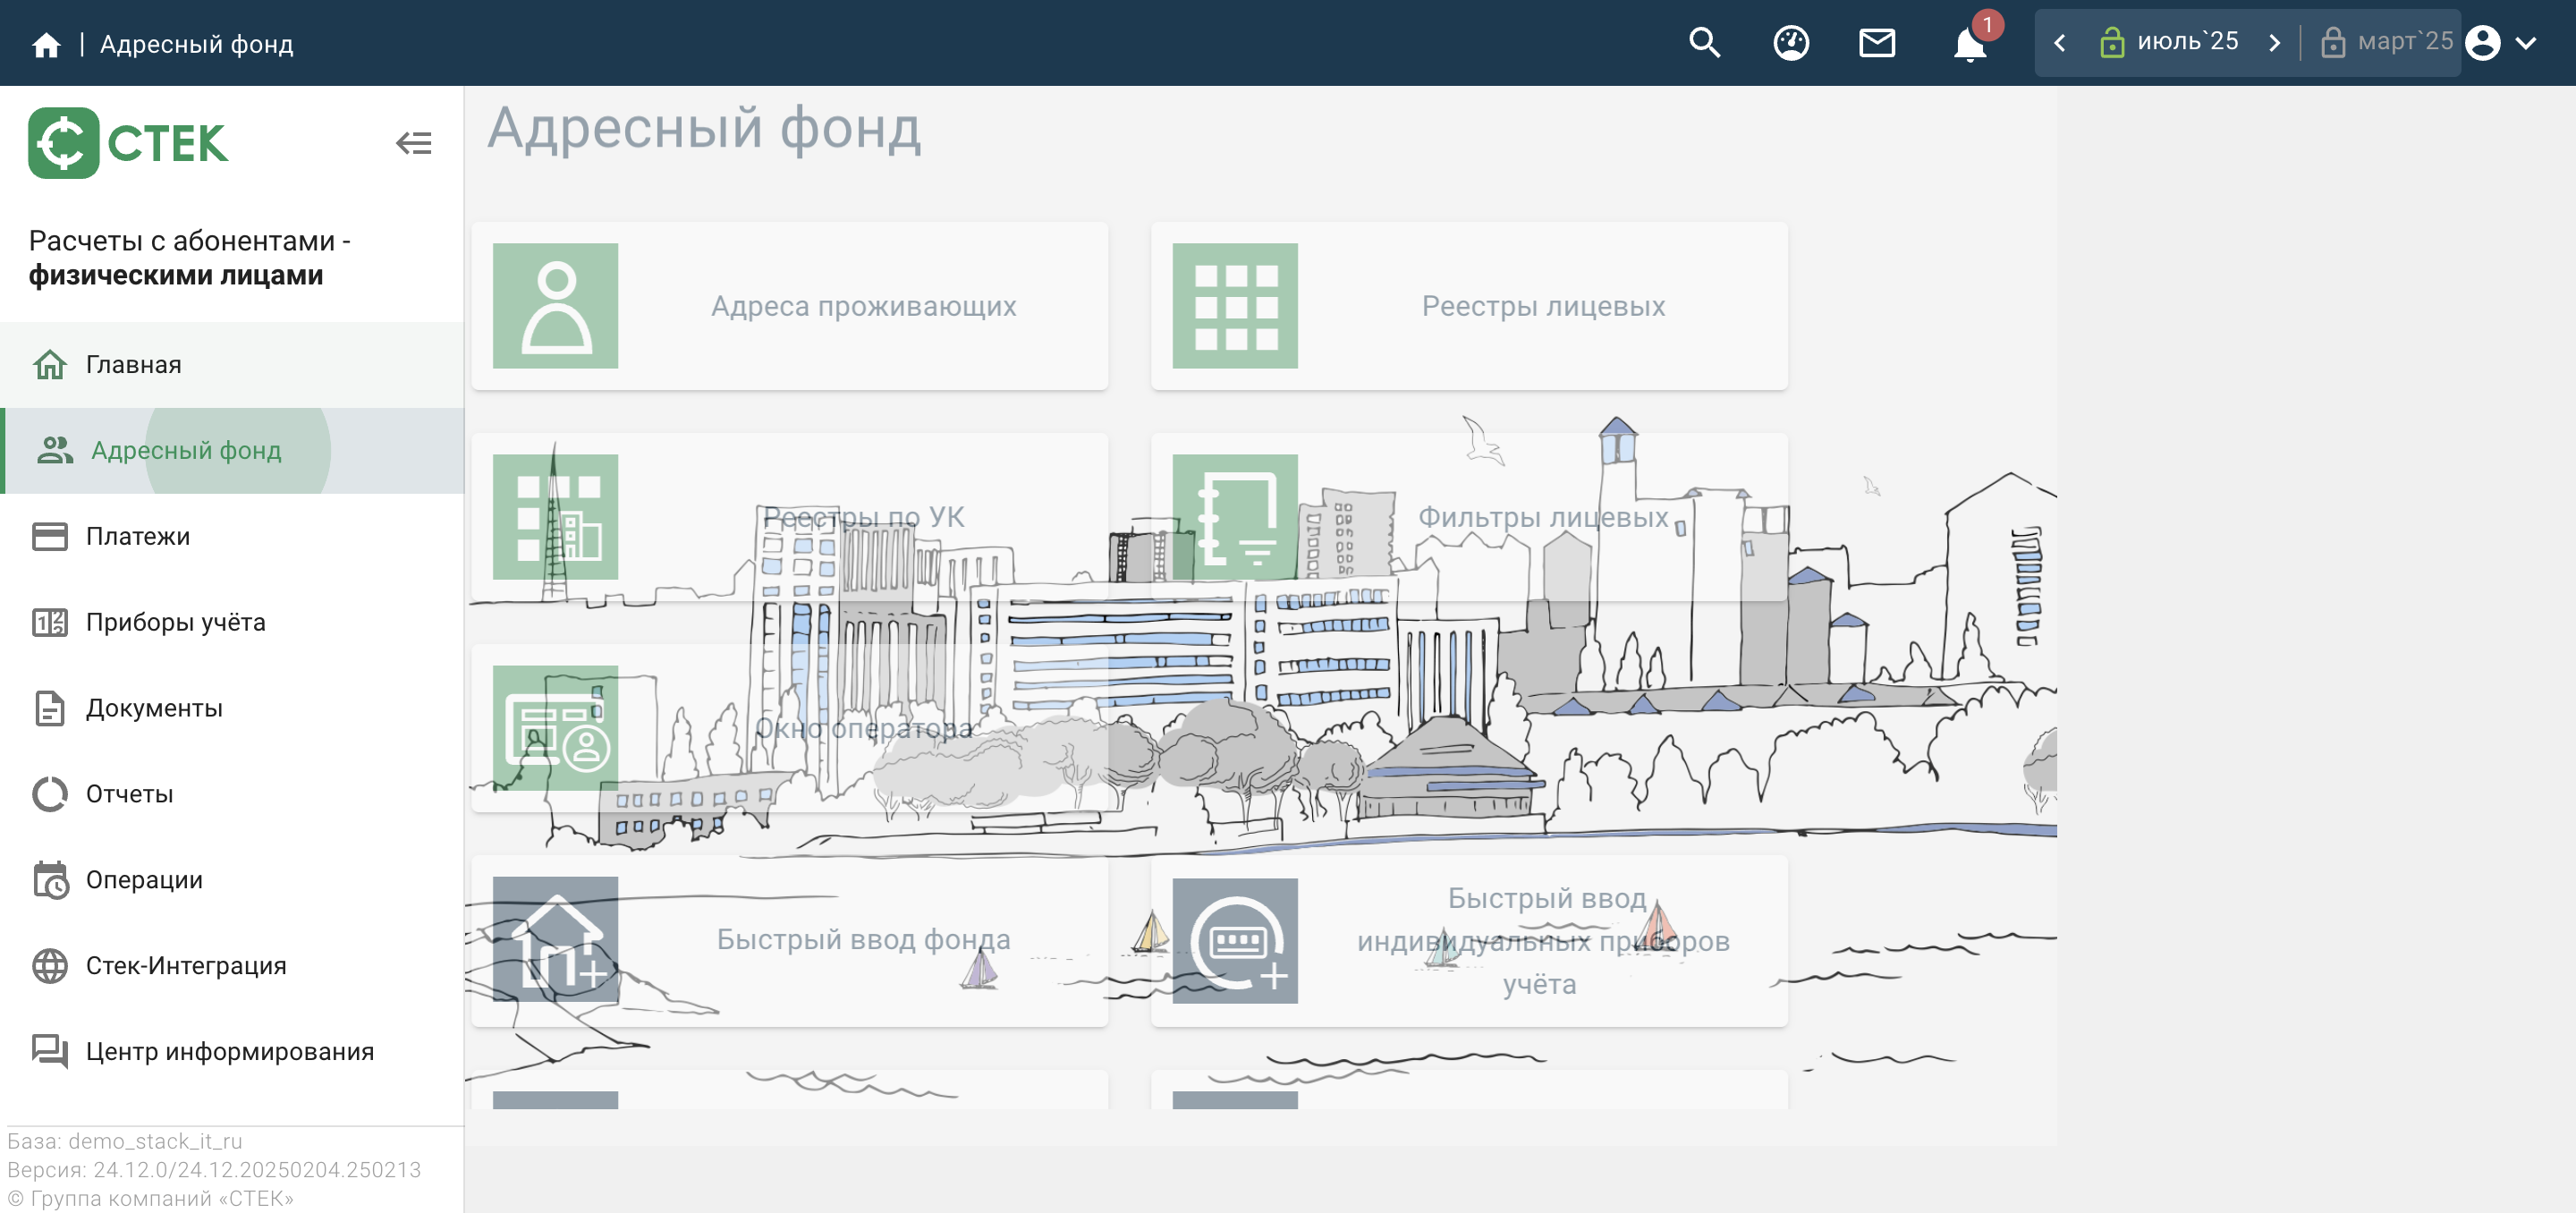 | Адресный фонд
1
июль`25
март`25
СТЕК
Расчеты с абонентами -
физическими лицами
Главная
Адресный фонд
Платежи
Приборы учёта
Документы
Отчеты
Операции
Стек-Интеграция
Центр информирования
База: demo_stack_it_ru
Версия: 24.12.0/24.12.20250204.250213
© Группа компаний «СТЕК»
Адресный фонд
Адреса проживающих
Реестры лицевых
Реестры по УК
Фильтры лицевых
Окно оператора
Быстрый ввод фонда
Быстрый ввод
индивидуальных приборов
учёта